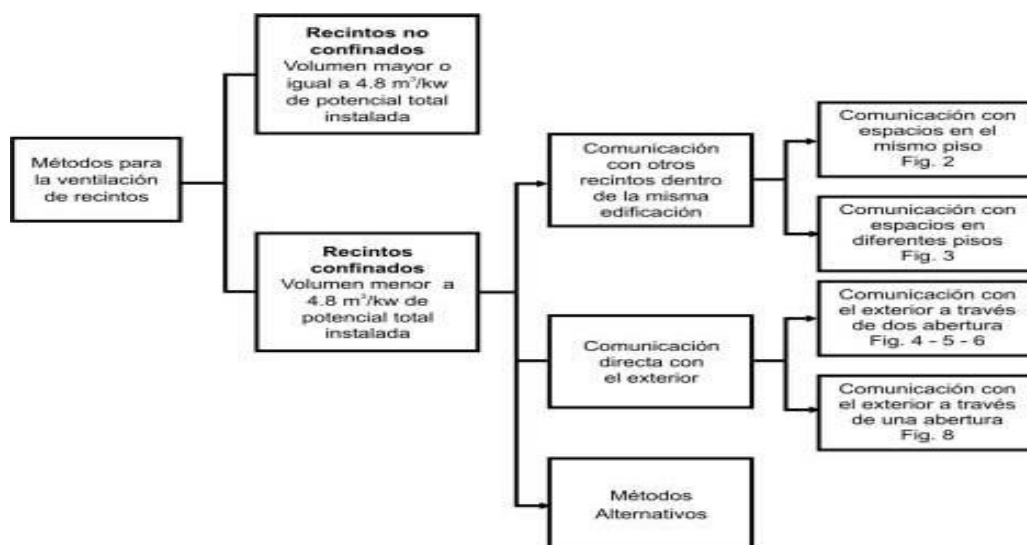 Métodos para
la ventilación
de recintos
Recintos no
confinados
Volumen mayor o
igual a 4.8 m³/kw
de potencial total
instalada
Recintos
confinados
Volumen menor a
4.8 m³/kw de
potencial total
instalada
Comunicación
con otros
recintos dentro
de la misma
edificación
Comunicación con
espacios en el
mismo piso
Fig. 2
Comunicación con
espacios en
diferentes pisos
Fig. 3
Comunicación
directa con
el exterior
Comunicación con
el exterior a través
de dos abertura
Fig. 4 - 5 - 6
Comunicación con
el exterior a través
de una abertura
Fig. 8
Métodos
Alternativos